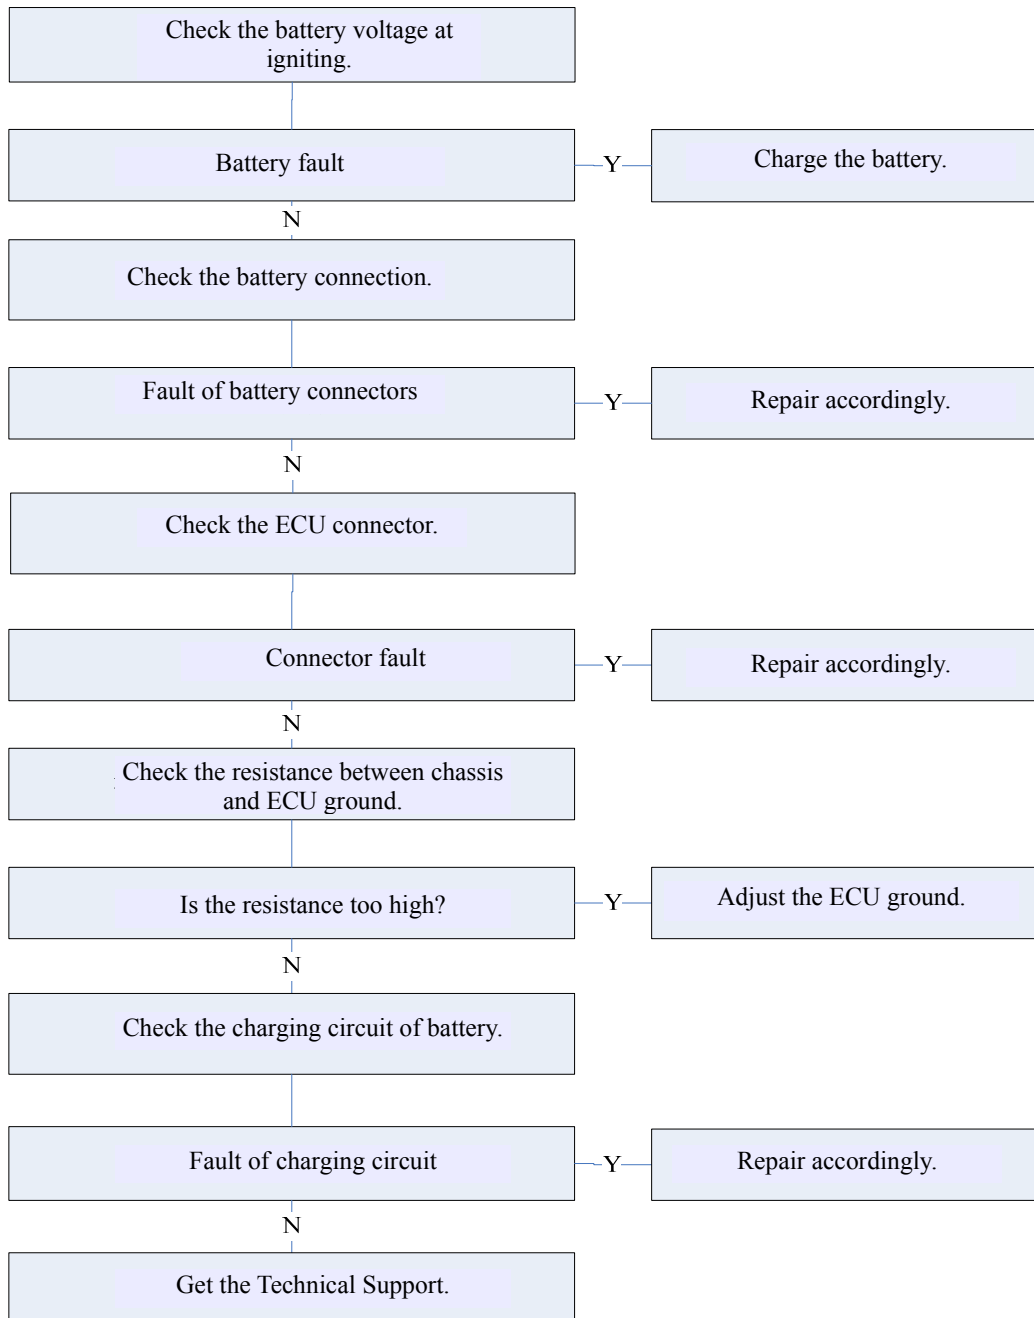 Check the battery voltage at
igniting.
Battery fault
Y
Charge the battery.
N
Check the battery connection.
Fault of battery connectors
Y
Repair accordingly.
N
Check the ECU connector.
Connector fault
Y
Repair accordingly.
N
Check the resistance between chassis
and ECU ground.
Is the resistance too high?
Y
Adjust the ECU ground.
N
Check the charging circuit of battery.
Fault of charging circuit
Y
Repair accordingly.
N
Get the Technical Support.